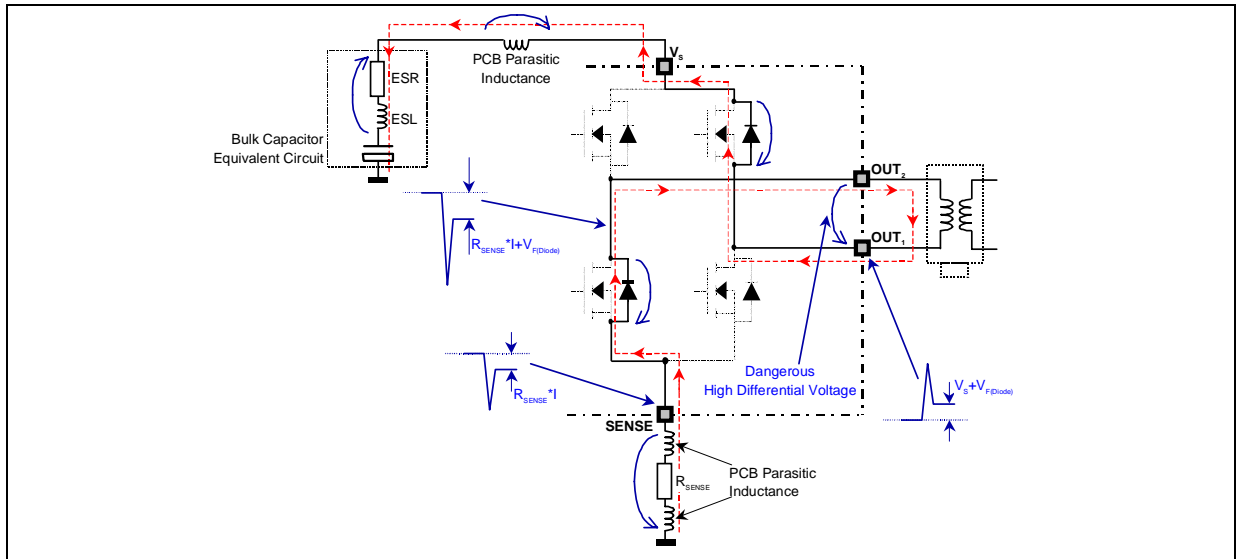 PCB Parasitic
Inductance
VS
ESR
ESL
Bulk Capacitor
Equivalent Circuit
OUT2
OUT1
RSENSE*I+VF(Diode)
RSENSE*I
Dangerous
High Differential Voltage
VS+VF(Diode)
SENSE
RSENSE
PCB Parasitic
Inductance